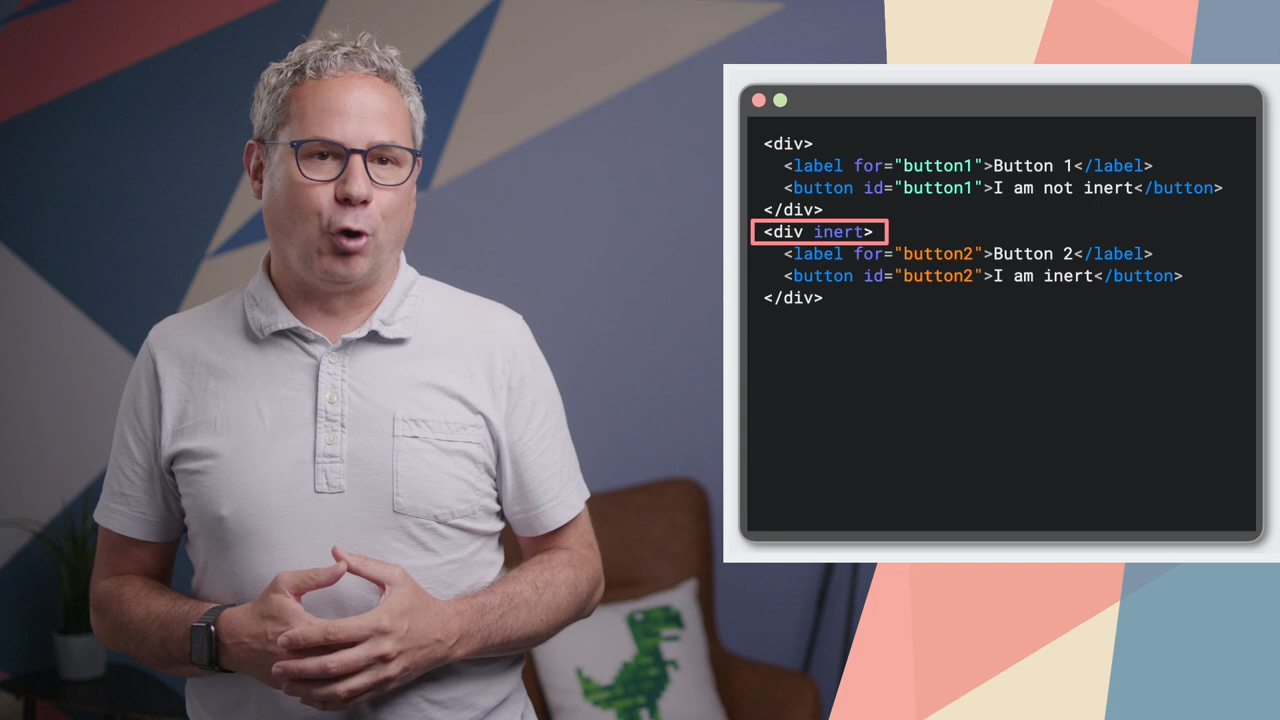 <div>
<label for="button1">Button 1</label>
<button id="button1">I am not inert</button>
</div>
<div inert>
<label for="button2">Button 2</label>
<button id="button2">I am inert</button>
</div>